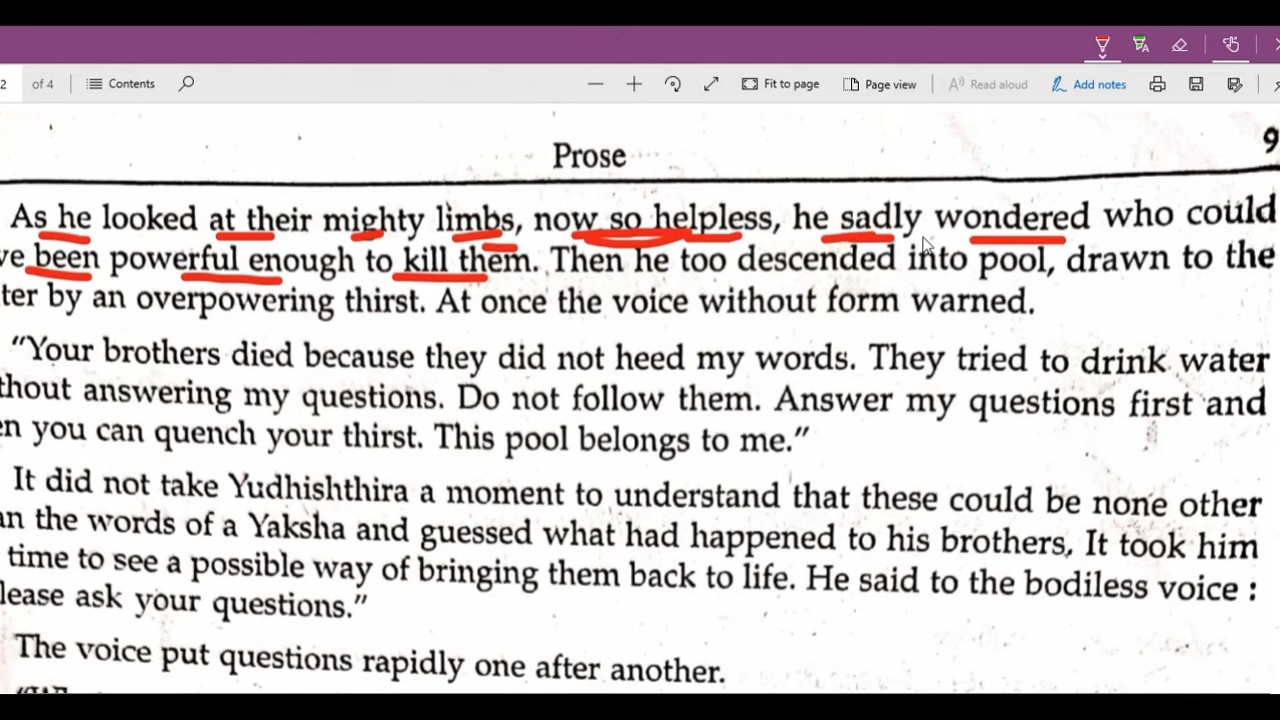 2 of 4 Contents Fit to page Page view Read aloud Add notes
Prose 9
As he looked at their mighty limbs, now so helpless, he sadly wondered who could
ve been powerful enough to kill them. Then he too descended into pool, drawn to the
ter by an overpowering thirst. At once the voice without form warned.
"Your brothers died because they did not heed my words. They tried to drink water
thout answering my questions. Do not follow them. Answer my questions first and
en you can quench your thirst. This pool belongs to me."
It did not take Yudhishthira a moment to understand that these could be none other
an the words of a Yaksha and guessed what had happened to his brothers, It took him
time to see a possible way of bringing them back to life. He said to the bodiless voice :
lease ask your questions."
The voice put questions rapidly one after another.